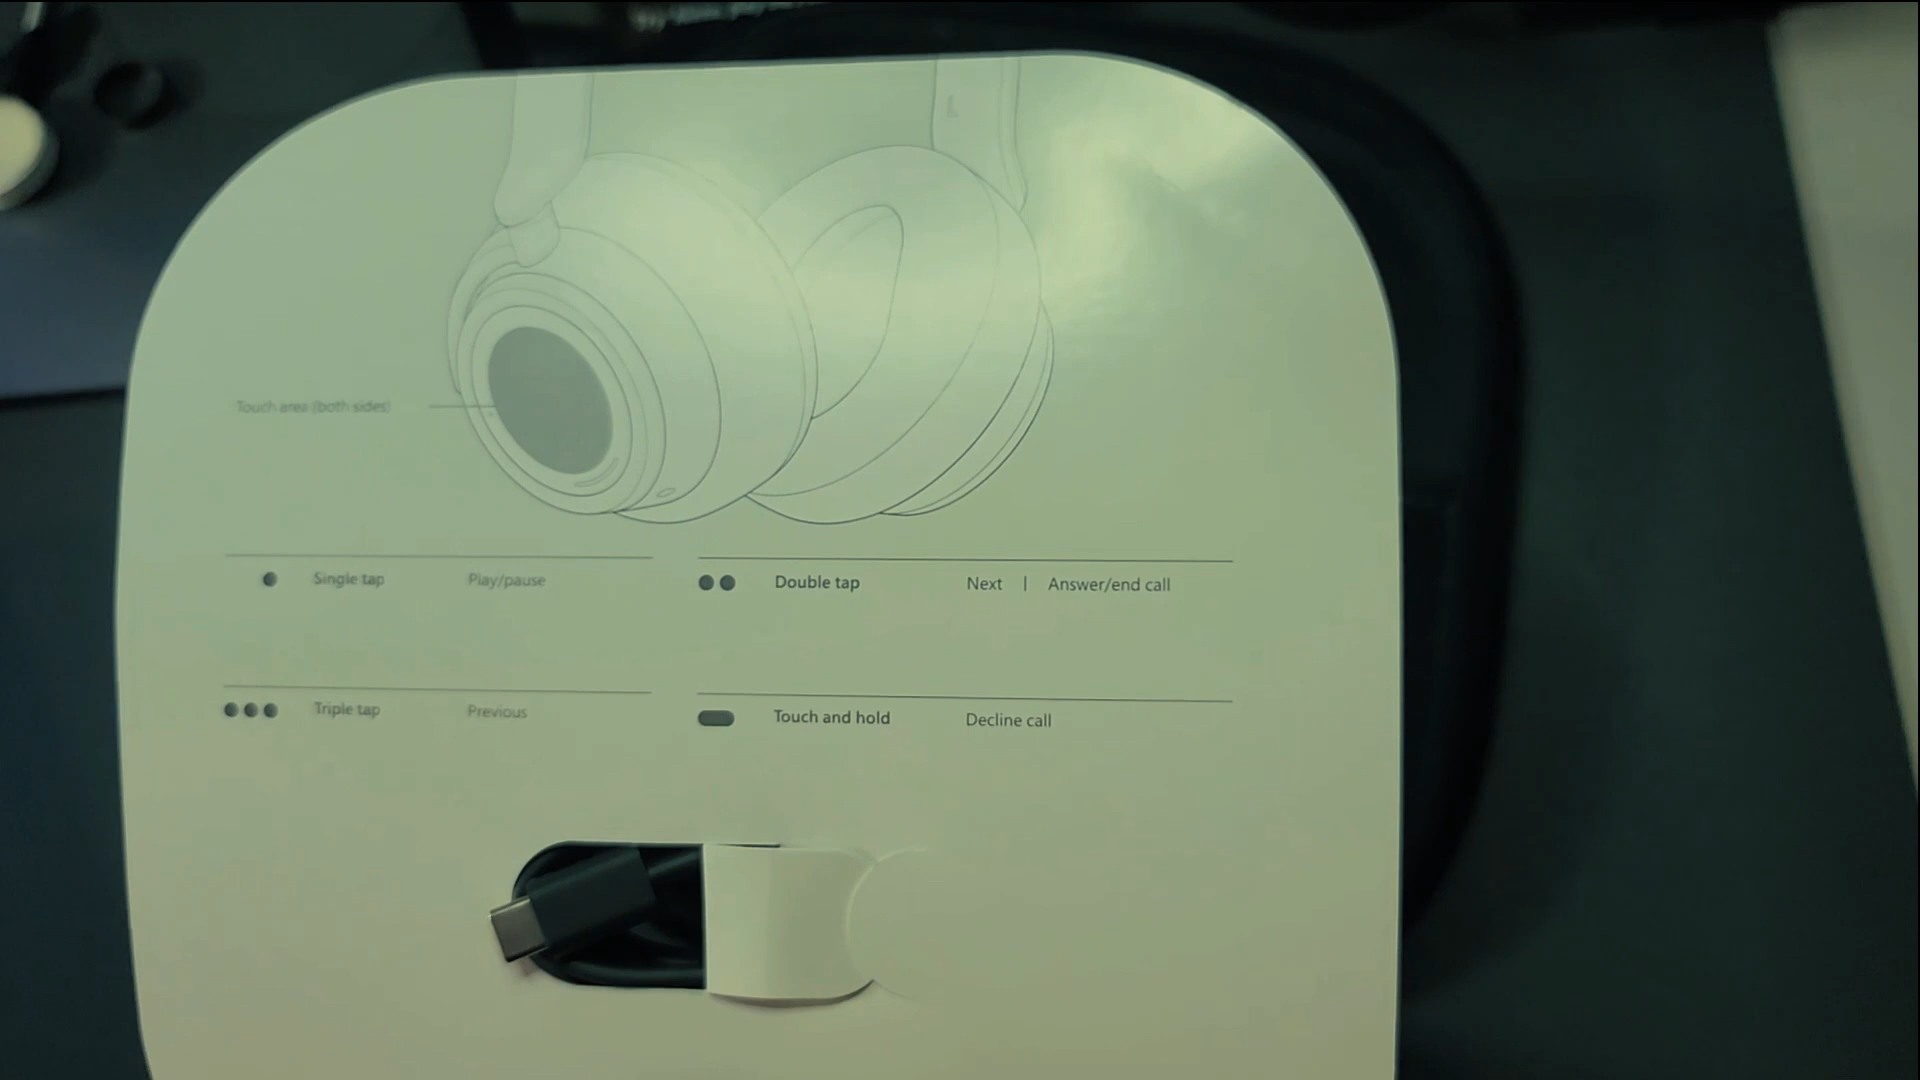 Touch area (both sides)
Single tap Play/pause
Double tap Next | Answer/end call
Triple tap Previous
Touch and hold Decline call